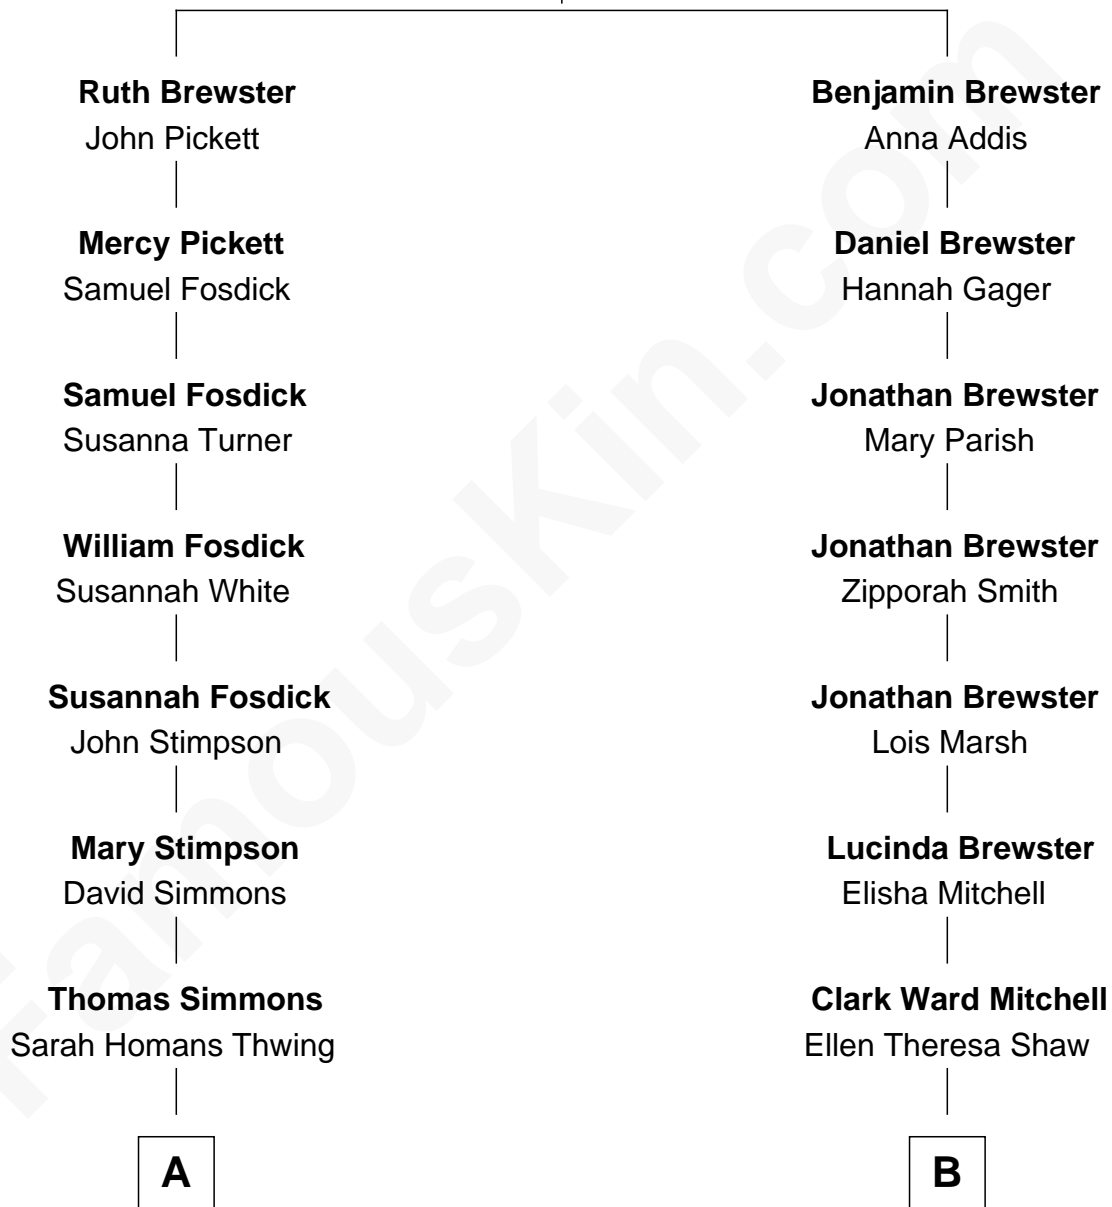 Ruth Brewster
John Pickett
Benjamin Brewster
Anna Addis
Mercy Pickett
Samuel Fosdick
Daniel Brewster
Hannah Gager
Samuel Fosdick
Susanna Turner
Jonathan Brewster
Mary Parish
William Fosdick
Susannah White
Jonathan Brewster
Zipporah Smith
Susannah Fosdick
John Stimpson
Jonathan Brewster
Lois Marsh
Mary Stimpson
David Simmons
Lucinda Brewster
Elisha Mitchell
Thomas Simmons
Sarah Homans Thwing
Clark Ward Mitchell
Ellen Theresa Shaw
A
B
FamousKin.com